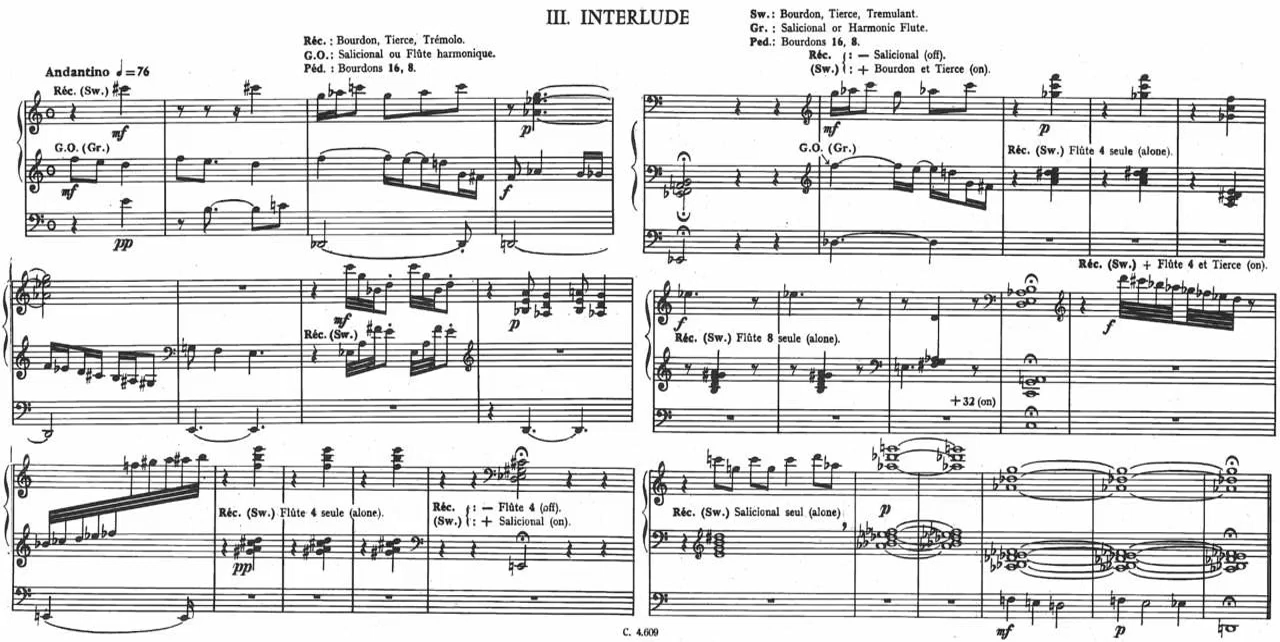 III. INTERLUDE
Réc. : Bourdon, Tierce, Trémolo.
G.O. : Salicional ou Flûte harmonique.
Péd. : Bourdons 16, 8.
Sw. : Bourdon, Tierce, Tremulant.
Gr. : Salicional or Harmonic Flute.
Ped. : Bourdons 16, 8.
Andantino ♩=76
Réc. (Sw.)
mf
p
G.O. (Gr.)
mf
f
pp
Réc. { : — Salicional (off).
(Sw.) { : + Bourdon et Tierce (on).
mf
p
G.O. (Gr.)
Réc. (Sw.) Flûte 4 seule (alone).
mf
p
Réc. (Sw.)
Réc. (Sw.) + Flûte 4 et Tierce (on).
f
f
Réc. (Sw.) Flûte 8 seule (alone).
+32 (on)
Réc. (Sw.) Flûte 4 seule (alone).
pp
Réc. { : — Flûte 4 (off).
(Sw.) { : + Salicional (on).
Réc. (Sw.) Salicional seul (alone)
p
mf
p
C. 4.609